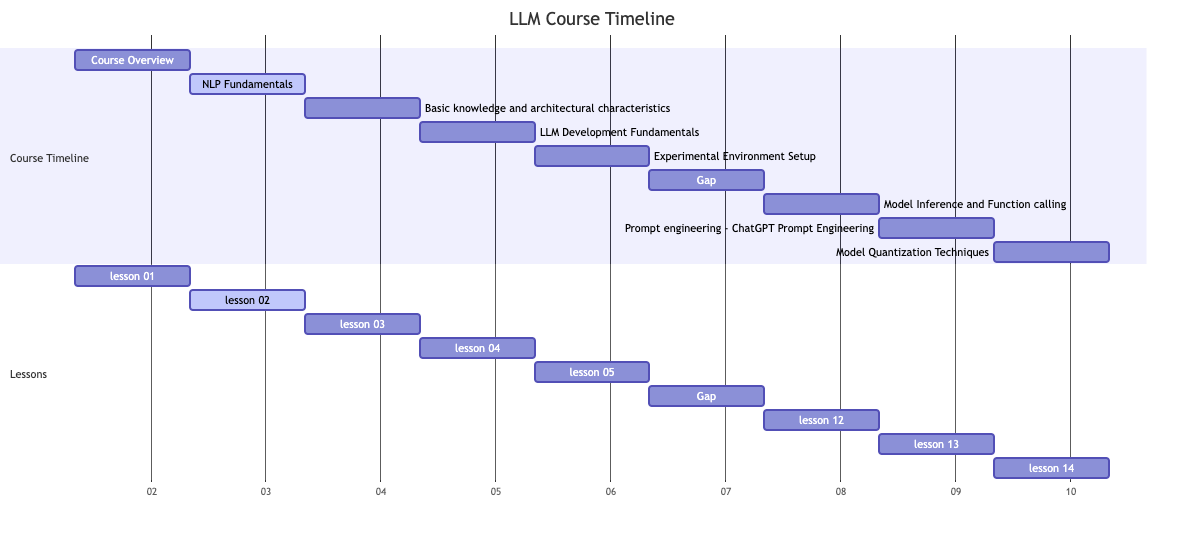 LLM Course Timeline
Course Overview
NLP Fundamentals
Basic knowledge and architectural characteristics
LLM Development Fundamentals
Experimental Environment Setup
Course Timeline
Gap
Model Inference and Function calling
Prompt engineering - ChatGPT Prompt Engineering
Model Quantization Techniques
lesson 01
lesson 02
lesson 03
lesson 04
lesson 05
Lessons
Gap
lesson 12
lesson 13
lesson 14
02 03 04 05 06 07 08 09 10